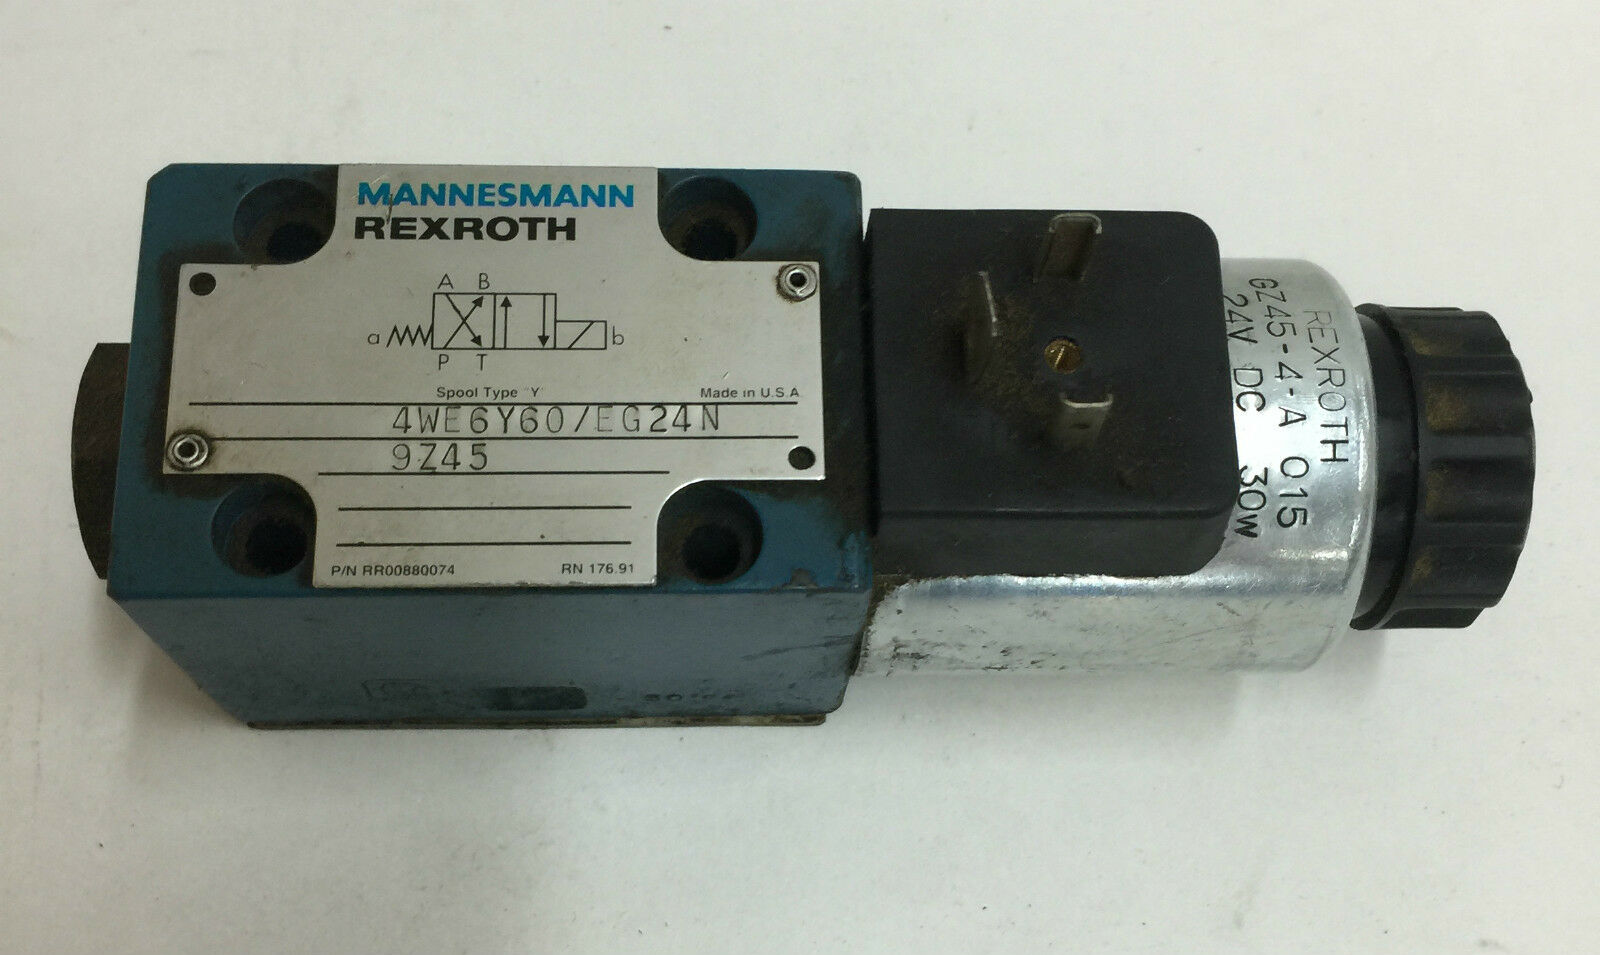 MANNESMANN
REXROTH
A B
a b
P T
Spool Type "Y" Made in U.S.A
4WE6Y60/EG24N
9Z45
P/N RR00880074 RN 176.91
REXROTH
GZ45-4-A 015
24V DC 30W